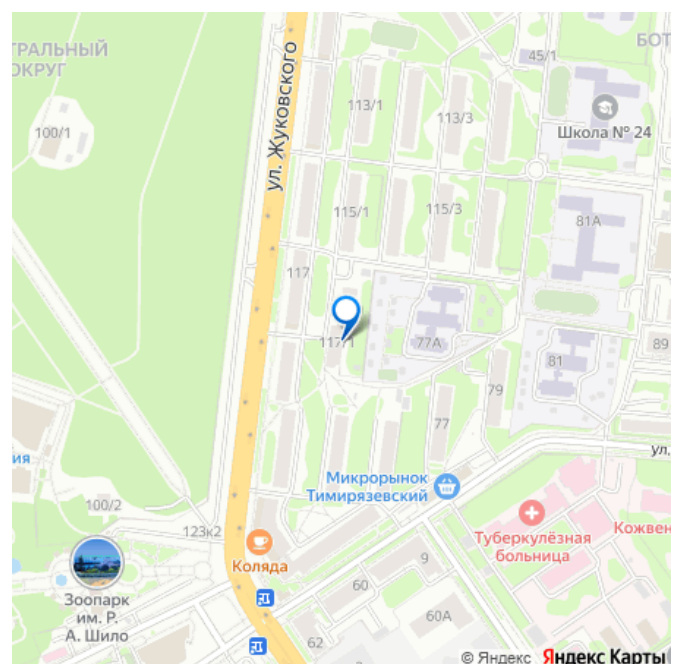 ТРАЛЬНЫЙ
ОКРУГ
БОТ
45/1
ул. Жуковского
113/1
113/3
Школа № 24
100/1
115/1
115/3
81А
117
117/1
77А
81
89
79
77
ул.
ия
Микрорынок
Тимирязевский
100/2
123к2
Туберкулёзная
больница
Кожвен
Коляда
9
60
Зоопарк
им. Р.
А. Шило
60А
62
© Яндекс Яндекс Карты